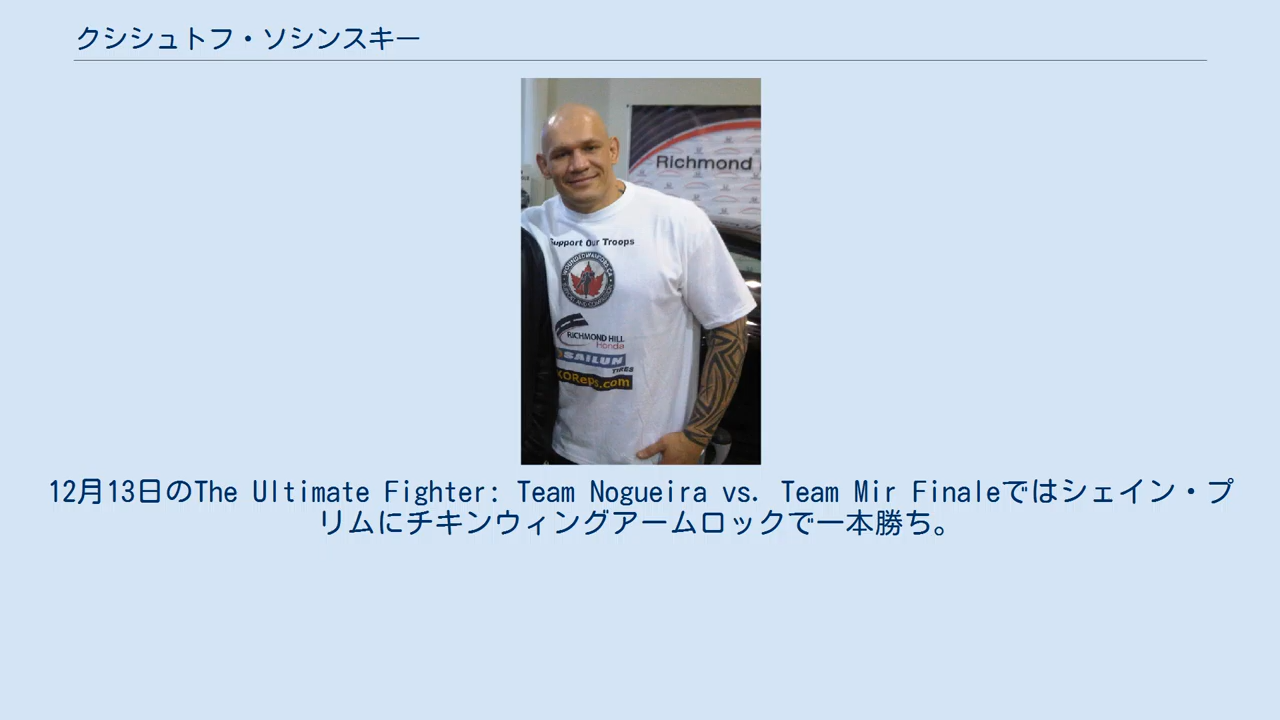 クシシュトフ・ソシンスキー
Richmond
Support Our Troops
RICHMOND HILL
Honda
SAILUN
TIRES
12月13日のThe Ultimate Fighter: Team Nogueira vs. Team Mir Finaleではシェイン・プ
リムにチキンウィングアームロックで一本勝ち。